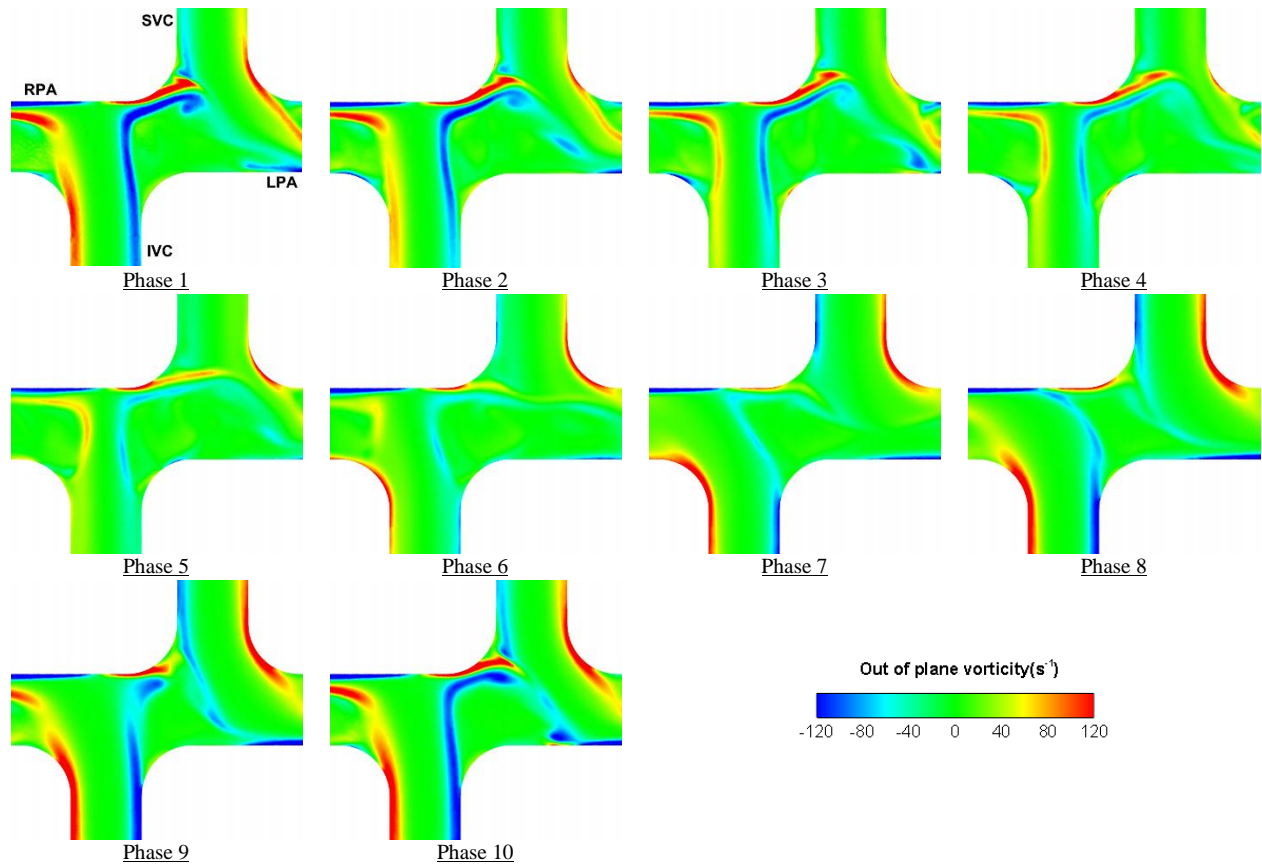 SVC
RPA
LPA
IVC
Phase 1
Phase 2
Phase 3
Phase 4
Phase 5
Phase 6
Phase 7
Phase 8
Phase 9
Phase 10
Out of plane vorticity(s⁻¹)
-120 -80 -40 0 40 80 120